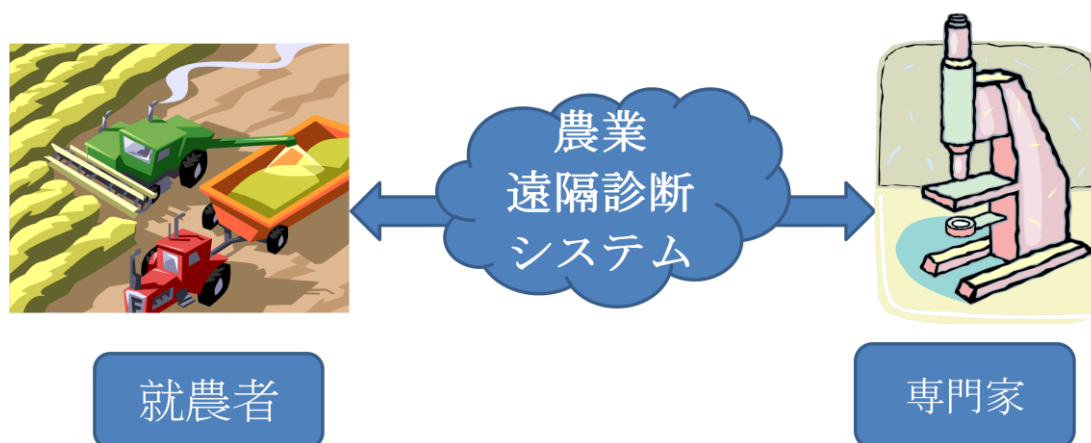 農業
遠隔診断
システム
就農者
専門家